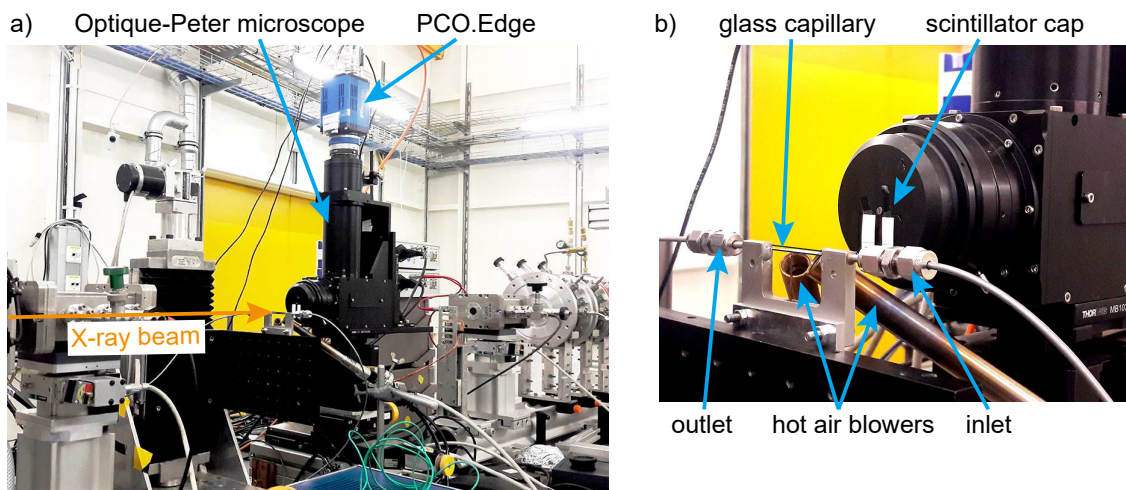 a)
Optique-Peter microscope
PCO.Edge
X-ray beam
b)
glass capillary
scintillator cap
THORLABS
outlet
hot air blowers
inlet